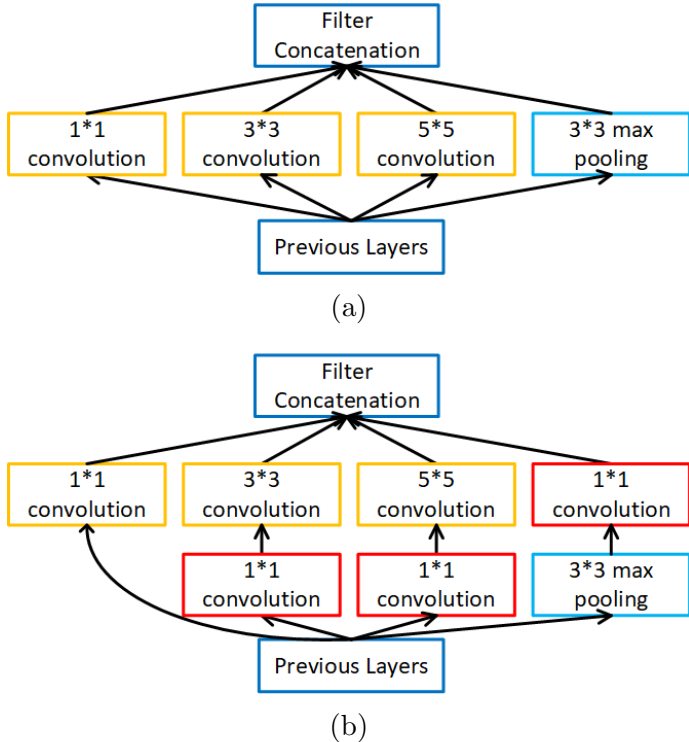 Filter
Concatenation
1*1
convolution
3*3
convolution
5*5
convolution
3*3 max
pooling
Previous Layers
(a)
Filter
Concatenation
1*1
convolution
3*3
convolution
5*5
convolution
1*1
convolution
1*1
convolution
1*1
convolution
3*3 max
pooling
Previous Layers
(b)